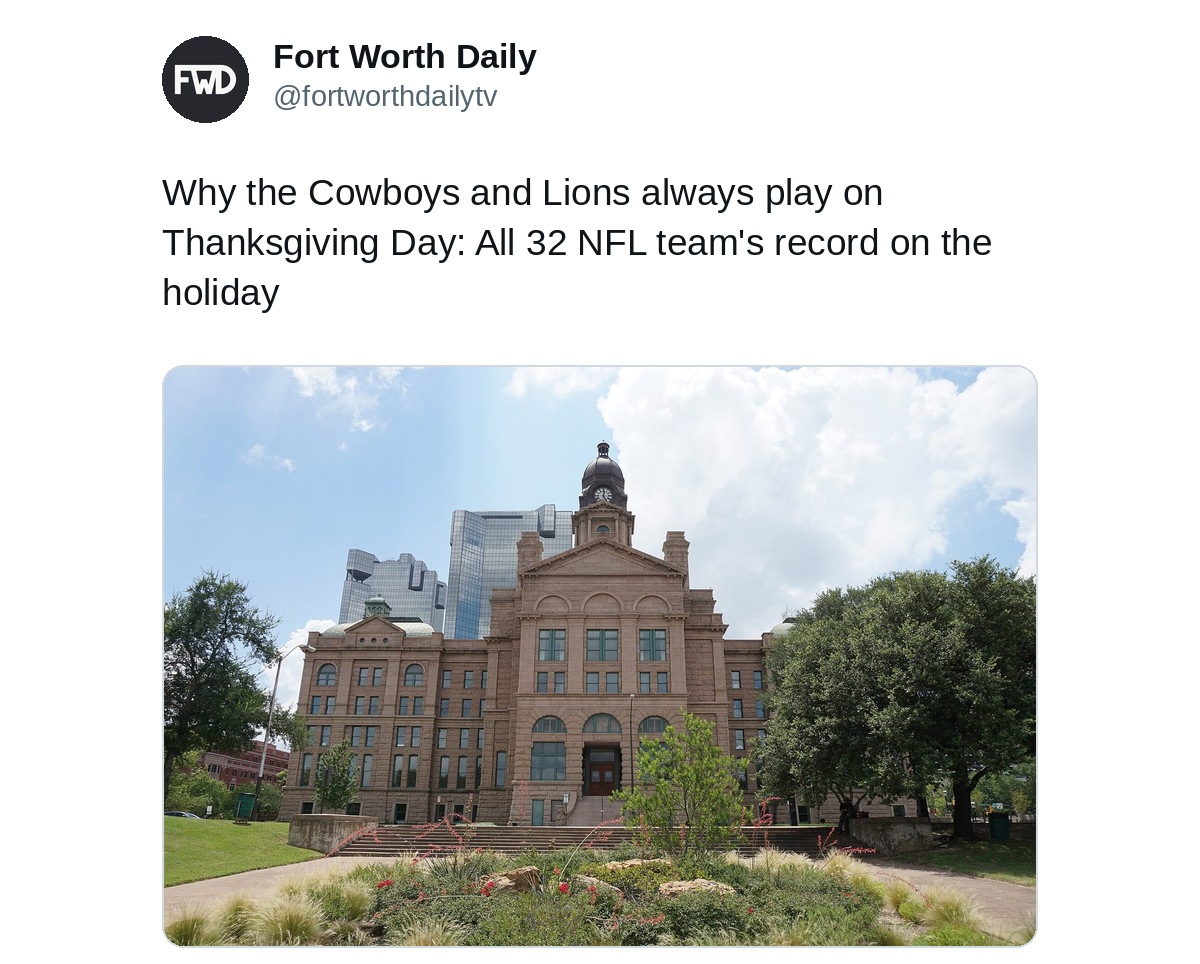 FWD
Fort Worth Daily
@fortworthdailytv
Why the Cowboys and Lions always play on
Thanksgiving Day: All 32 NFL team's record on the
holiday